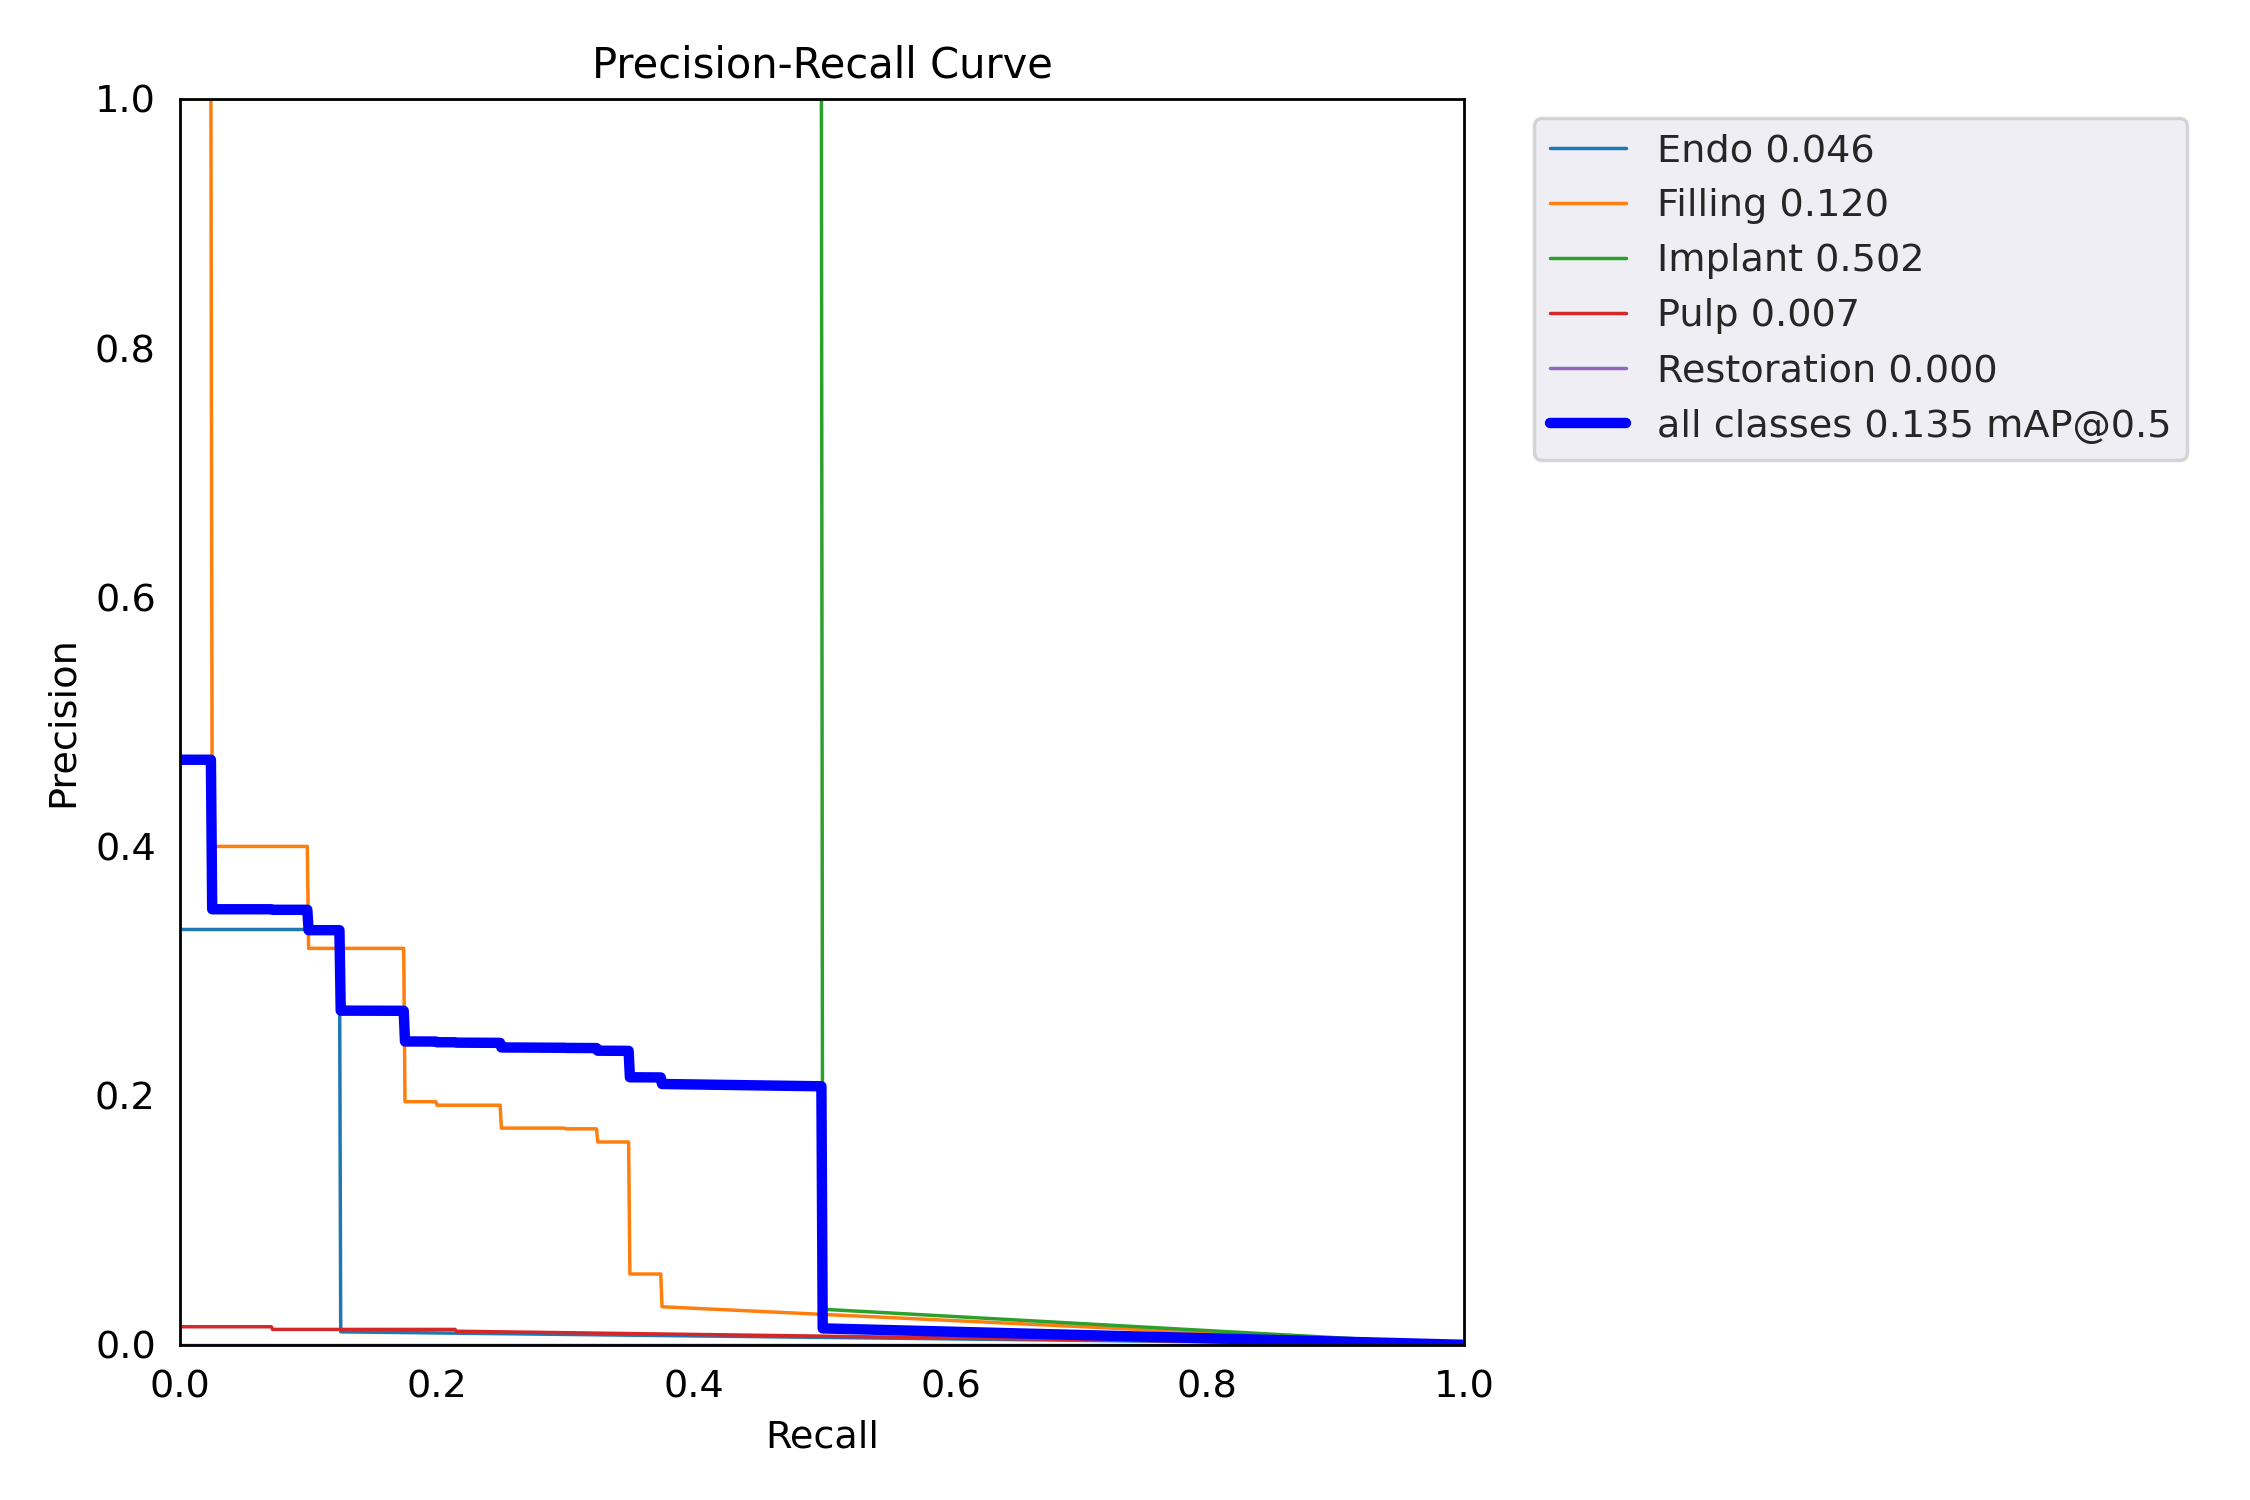 Precision-Recall Curve
1.0
0.8
0.6
0.4
0.2
0.0
Precision
0.0 0.2 0.4 0.6 0.8 1.0
Recall
Endo 0.046
Filling 0.120
Implant 0.502
Pulp 0.007
Restoration 0.000
all classes 0.135 mAP@0.5